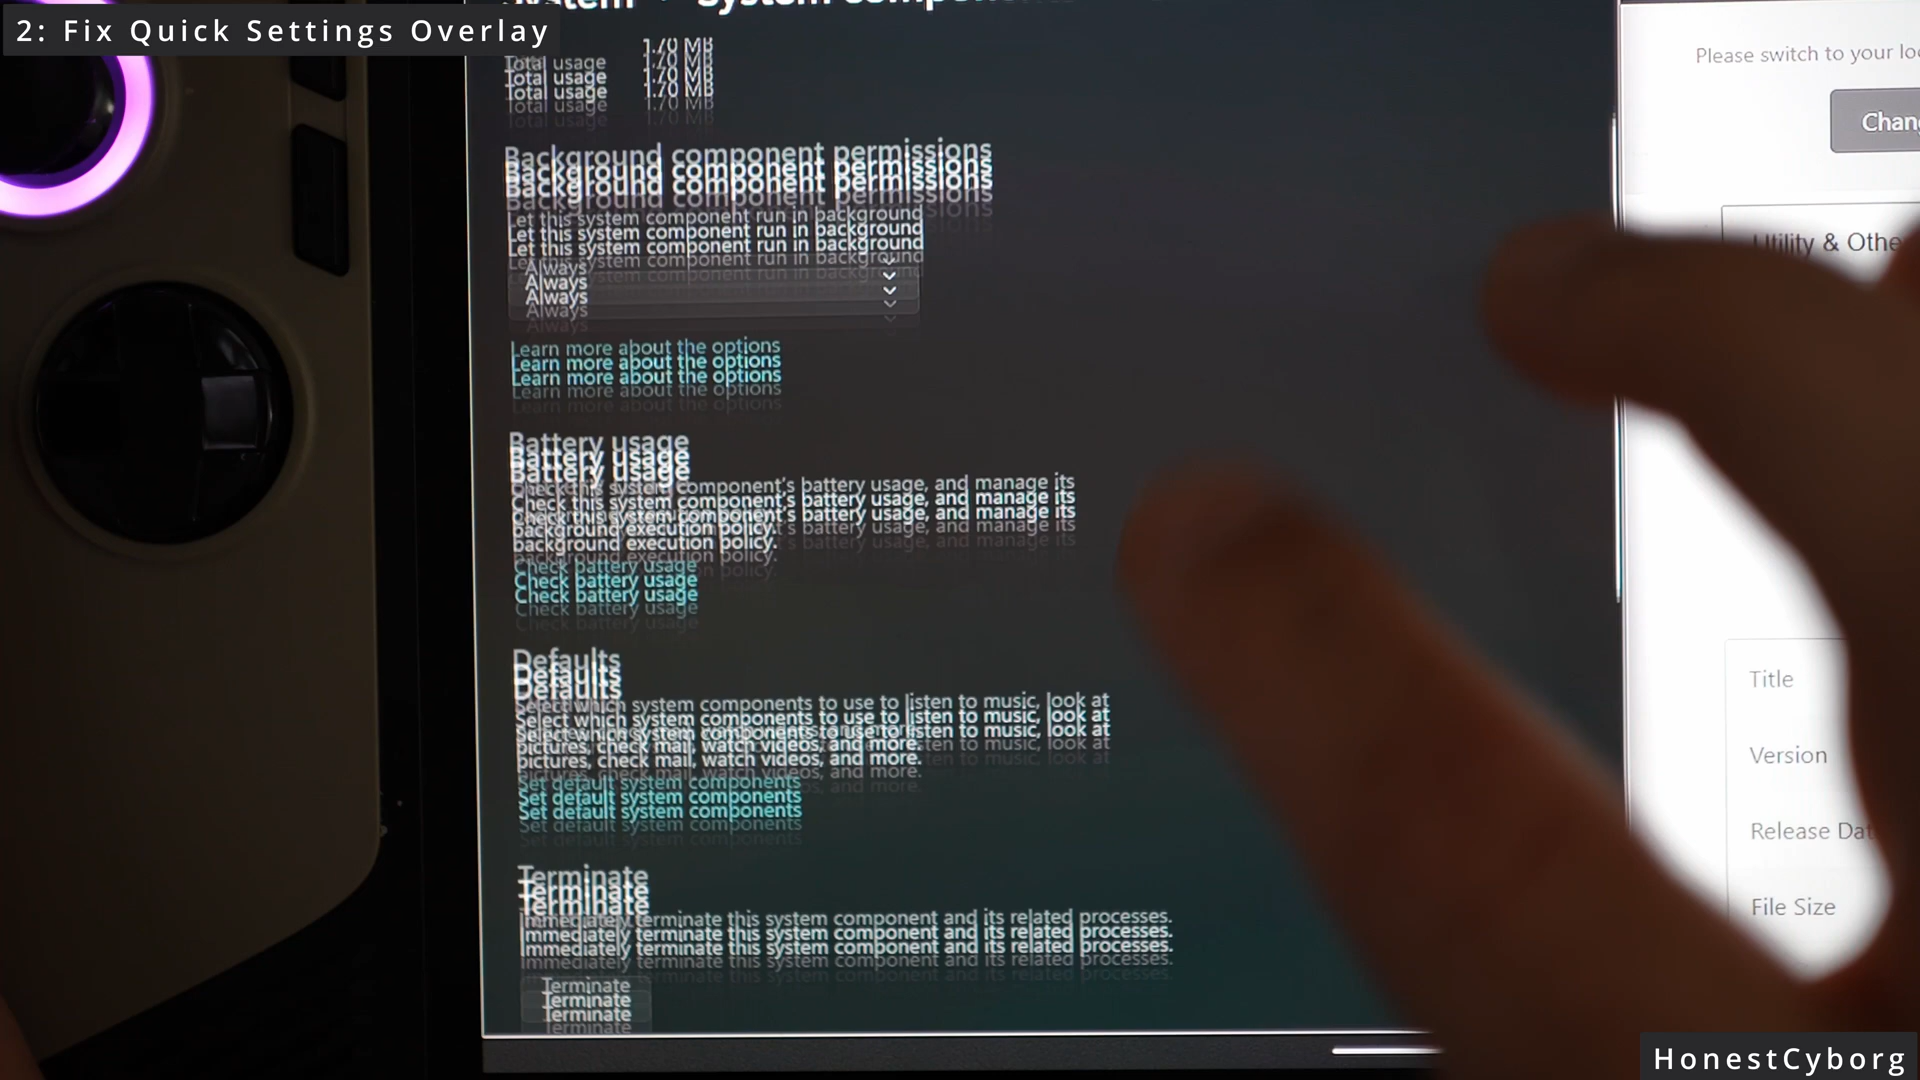 2: Fix Quick Settings Overlay
System > System components
Total usage 1.70 MB
Background component permissions
Let this system component run in background
Always
Learn more about the options
Battery usage
Check this system component's battery usage, and manage its
background execution policy.
Check battery usage
Defaults
Select which system components to use to listen to music, look at
pictures, check mail, watch videos, and more.
Set default system components
Terminate
Immediately terminate this system component and its related processes.
Terminate
Please switch to your
Utility &
Title
Version
Release
File Size
HonestCyborg